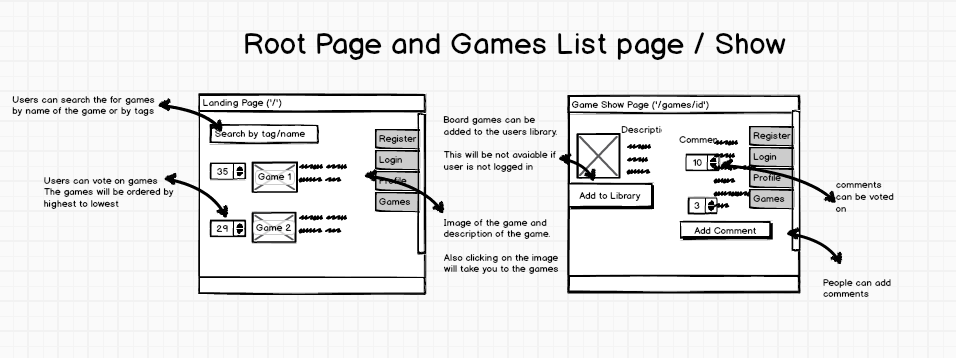 Root Page and Games List page / Show
Users can search the for games
by name of the game or by tags
Users can vote on games
The games will be ordered by
highest to lowest
Landing Page ('/')
Search by tag/name
35
Game 1
29
Game 2
Register
Login
Profile
Games
Board games can be
added to the users library.
This will be not avaiable if
user is not logged in
Image of the game and
description of the game.
Also clicking on the image
will take you to the games
Game Show Page ('/games/id')
Descripti
Add to Library
Commen
10
3
Add Comment
Register
Login
Profile
Games
comments
can be voted
on
People can add
comments